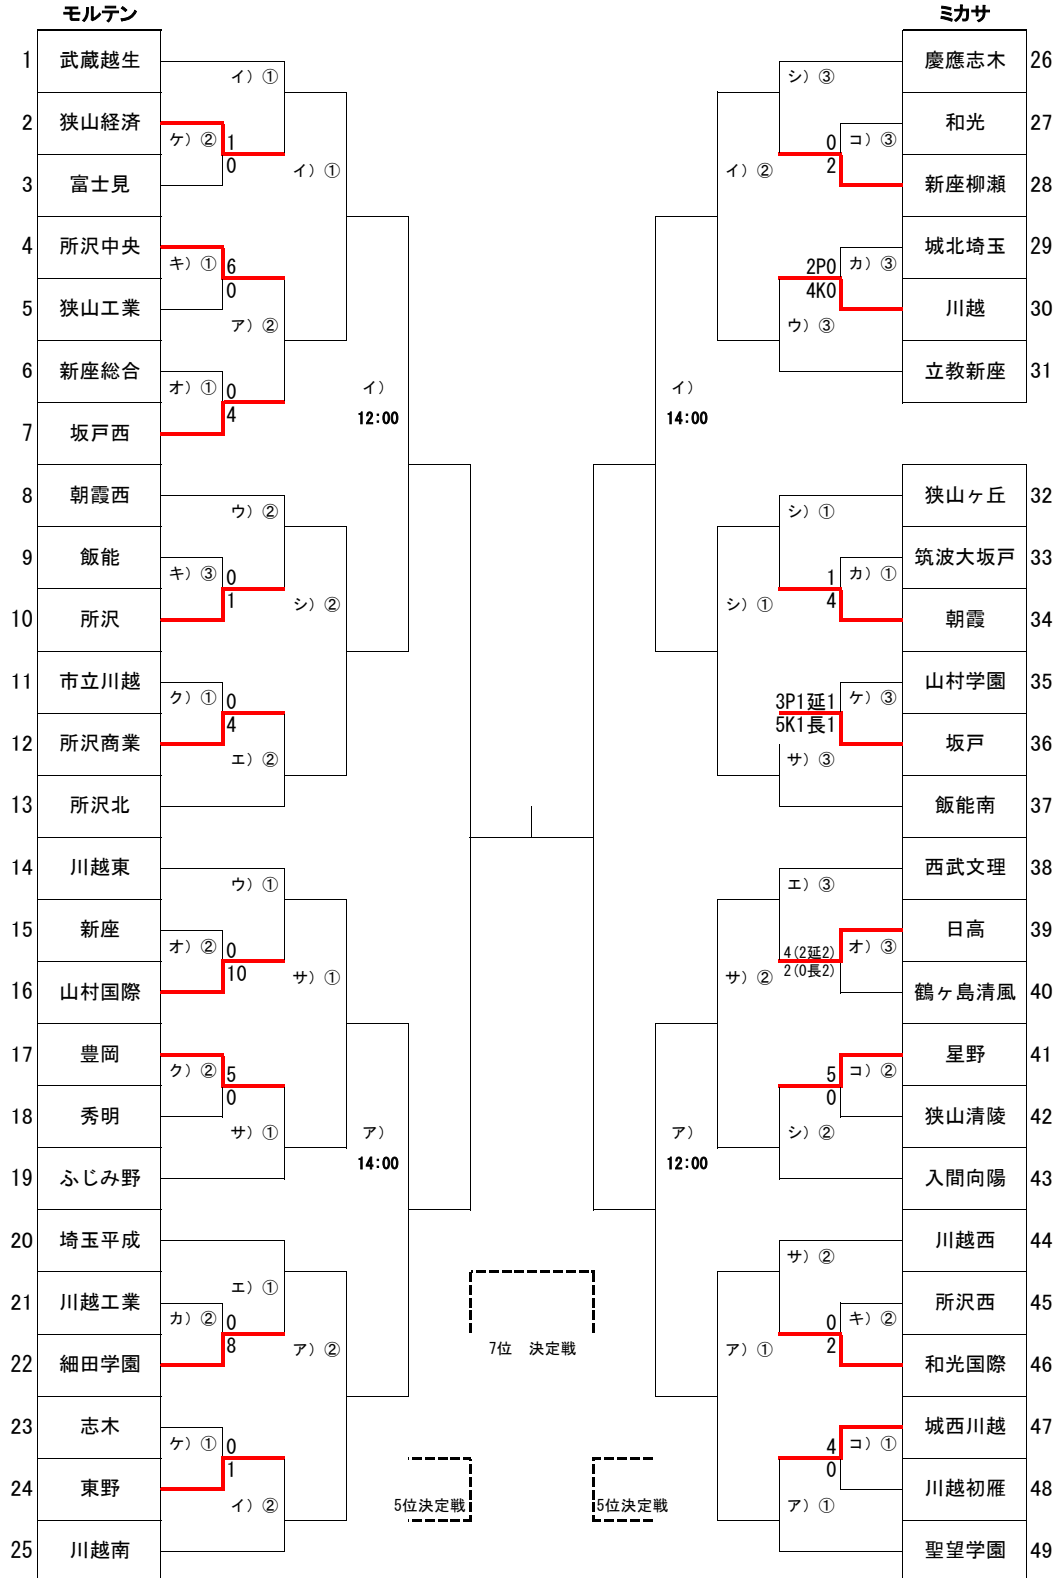 モルテン
1 武蔵越生
イ）①
2 狭山経済
ケ）② 1
0
イ）①
3 富士見
4 所沢中央
キ）① 6
0
5 狭山工業
ア）②
6 新座総合
オ）① 0
4
イ）
12:00
7 坂戸西
8 朝霞西
ウ）②
9 飯能
キ）③ 0
1
シ）②
10 所沢
11 市立川越
ク）① 0
4
12 所沢商業
エ）②
13 所沢北
14 川越東
ウ）①
15 新座
オ）② 0
10
サ）①
16 山村国際
17 豊岡
ク）② 5
0
18 秀明
サ）①
ア）
14:00
19 ふじみ野
20 埼玉平成
エ）①
21 川越工業
カ）② 0
8
ア）②
22 細田学園
23 志木
ケ）① 0
1
24 東野
イ）②
25 川越南
7位　決定戦
5位決定戦
5位決定戦
ミカサ
慶應志木 26
シ）③
和光 27
0 コ）③
2
イ）②
新座柳瀬 28
城北埼玉 29
2P0 カ）③
4K0
川越 30
ウ）③
立教新座 31
イ）
14:00
狭山ヶ丘 32
シ）①
筑波大坂戸 33
1 カ）①
4
シ）①
朝霞 34
山村学園 35
3P1延1 ケ）③
5K1長1
坂戸 36
サ）③
飯能南 37
西武文理 38
エ）③
日高 39
4(2延2) オ）③
2(0長2)
サ）②
鶴ヶ島清風 40
星野 41
5 コ）②
0
狭山清陵 42
シ）②
ア）
12:00
入間向陽 43
川越西 44
サ）②
所沢西 45
0 キ）②
2
ア）①
和光国際 46
城西川越 47
4 コ）①
0
川越初雁 48
ア）①
聖望学園 49